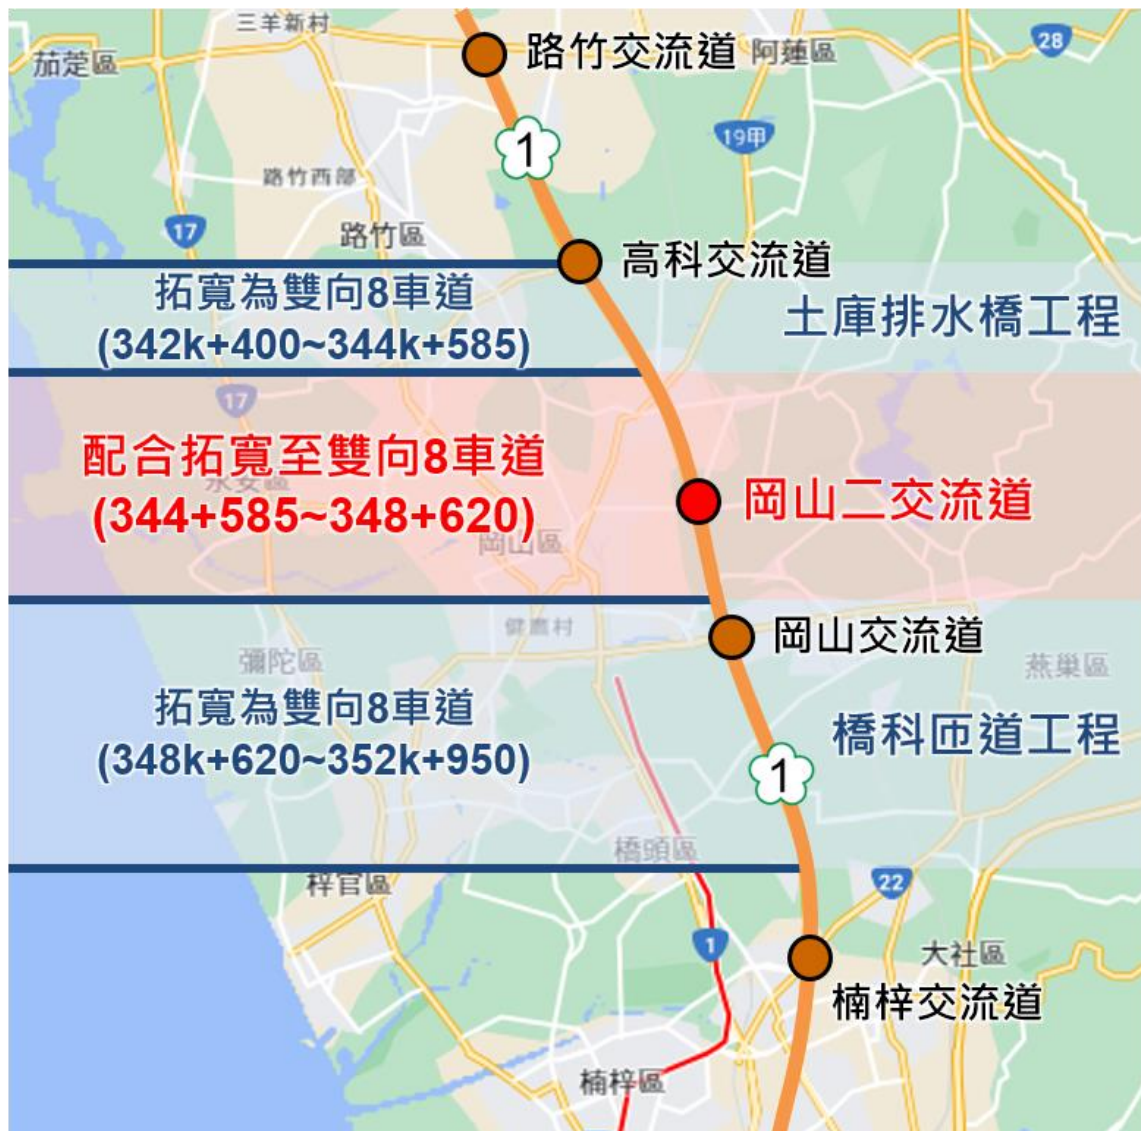 三羊新村
茄萣區
路竹交流道
阿蓮區
28
1
19甲
路竹西部
17
路竹區
高科交流道
拓寬為雙向8車道
(342k+400~344k+585)
土庫排水橋工程
17
配合拓寬至雙向8車道
(344+585~348+620)
永安區
岡山二交流道
岡山區
健鷹村
岡山交流道
彌陀區
燕巢區
拓寬為雙向8車道
(348k+620~352k+950)
橋科匝道工程
1
橋頭區
梓官區
22
1
大社區
楠梓交流道
楠梓區